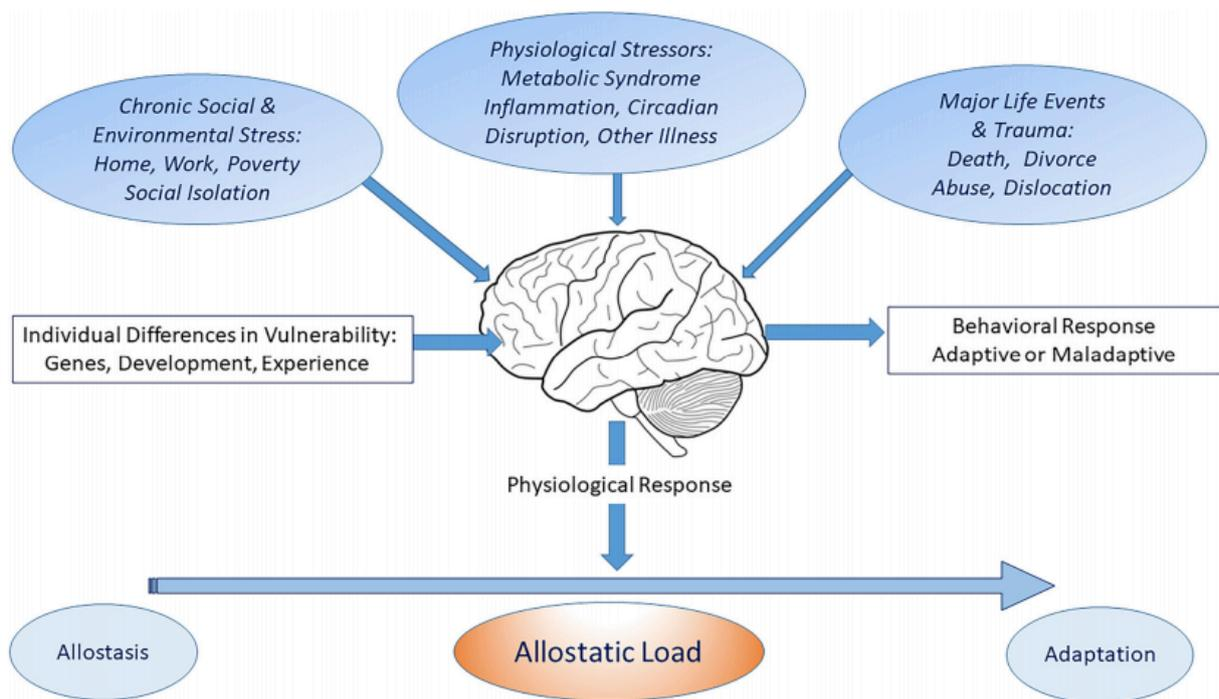 Chronic Social &
Environmental Stress:
Home, Work, Poverty
Social Isolation
Physiological Stressors:
Metabolic Syndrome
Inflammation, Circadian
Disruption, Other Illness
Major Life Events
& Trauma:
Death, Divorce
Abuse, Dislocation
Individual Differences in Vulnerability:
Genes, Development, Experience
Behavioral Response
Adaptive or Maladaptive
Physiological Response
Allostasis
Allostatic Load
Adaptation